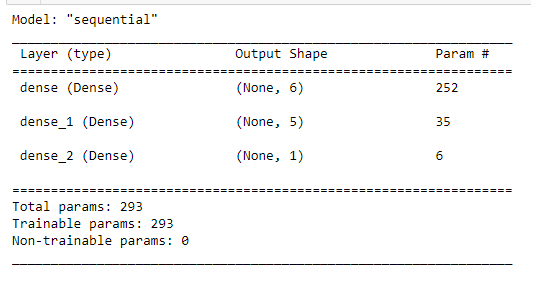 Model: "sequential"
_________________________________________________________________
Layer (type) Output Shape Param #
=================================================================
dense (Dense) (None, 6) 252
dense_1 (Dense) (None, 5) 35
dense_2 (Dense) (None, 1) 6
=================================================================
Total params: 293
Trainable params: 293
Non-trainable params: 0
_________________________________________________________________